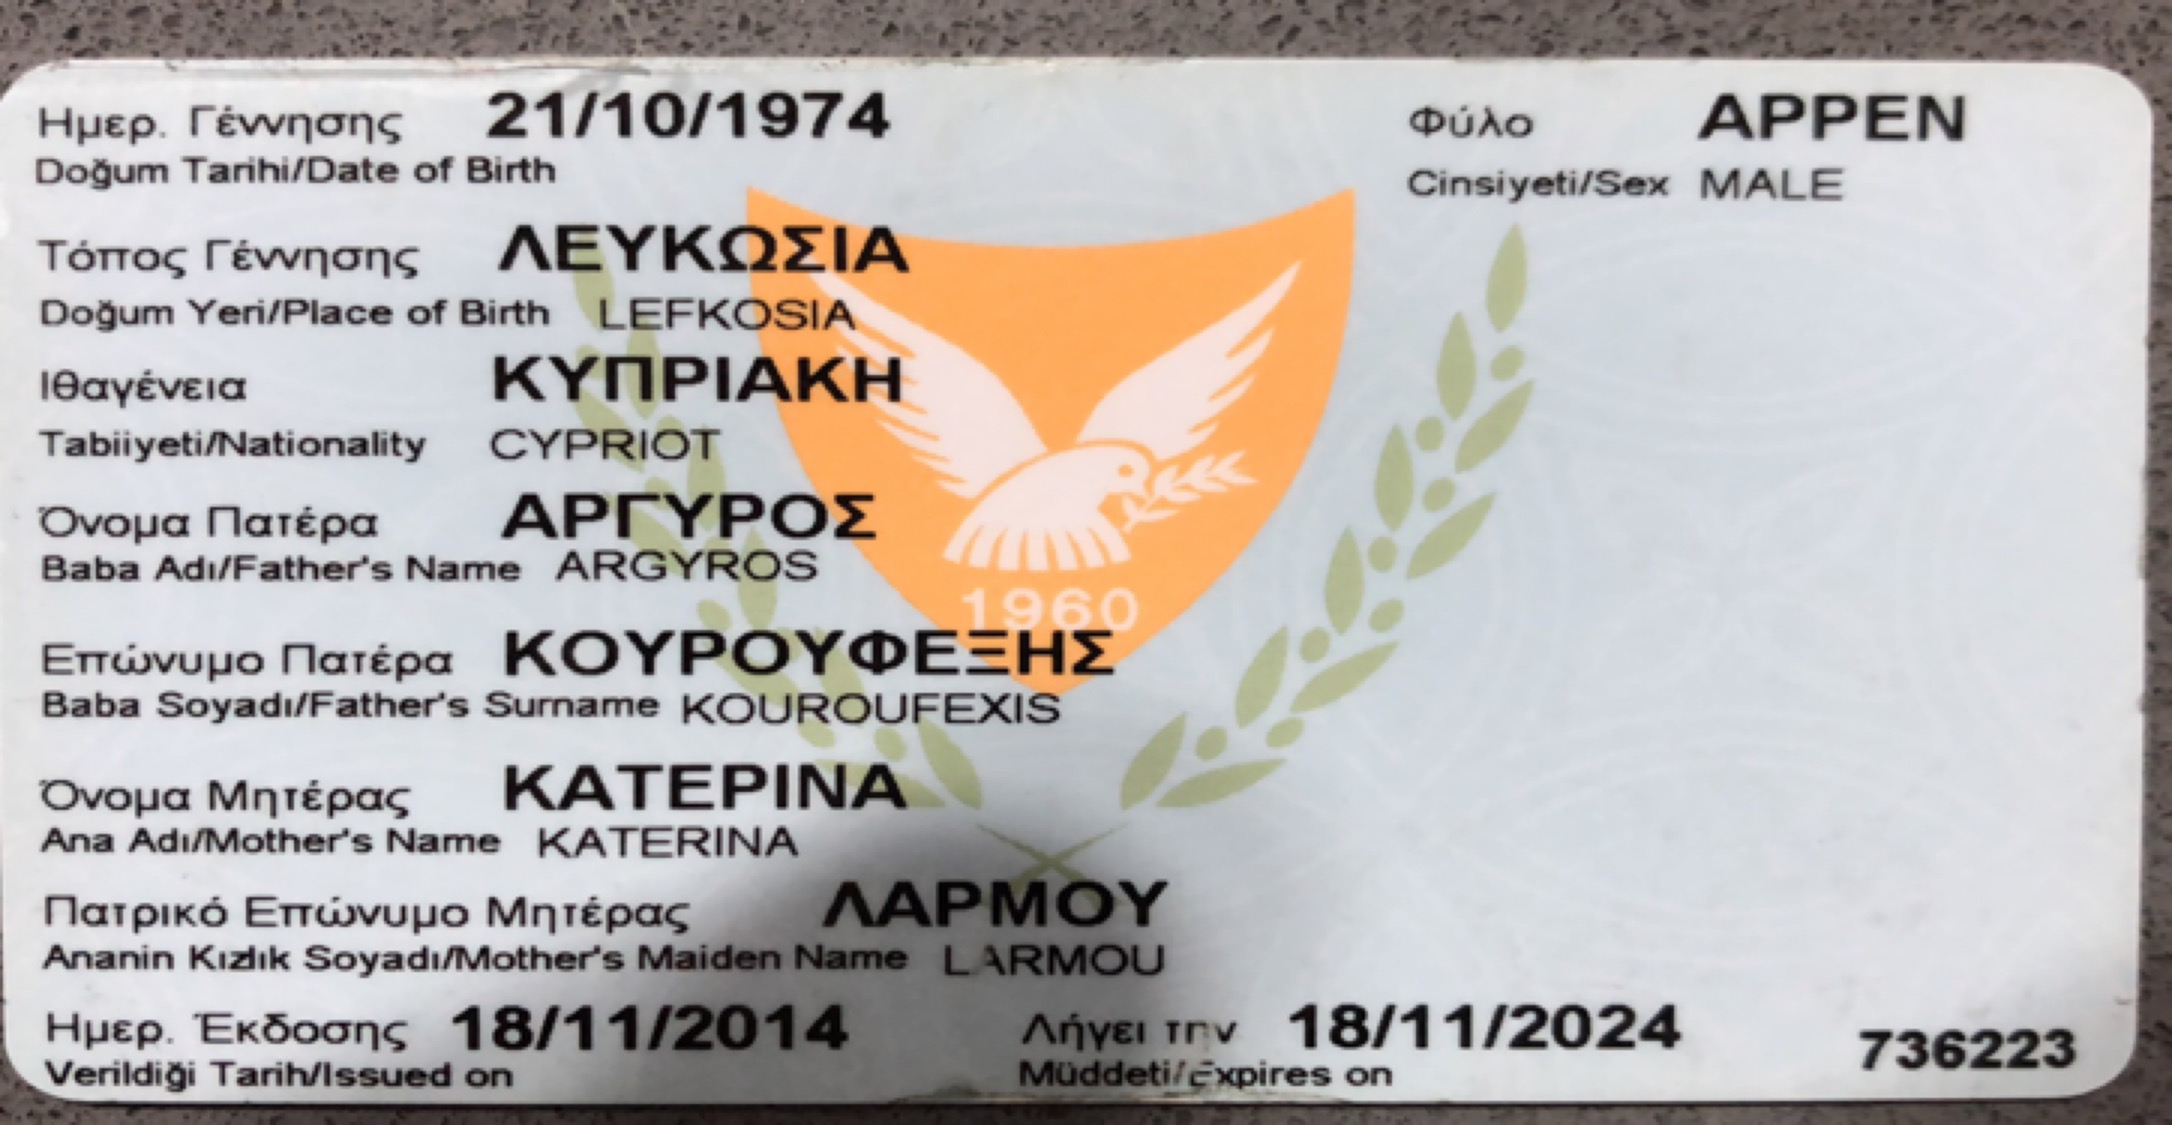 Ημερ. Γέννησης 21/10/1974 Φύλο ΑΡΡΕΝ
Doğum Tarihi/Date of Birth Cinsiyeti/Sex MALE
Τόπος Γέννησης ΛΕΥΚΩΣΙΑ
Doğum Yeri/Place of Birth LEFKOSIA
Ιθαγένεια ΚΥΠΡΙΑΚΗ
Tabiiyeti/Nationality CYPRIOT
Όνομα Πατέρα ΑΡΓΥΡΟΣ
Baba Adı/Father's Name ARGYROS
1960
Επώνυμο Πατέρα ΚΟΥΡΟΥΦΕΞΗΣ
Baba Soyadı/Father's Surname KOUROUFEXIS
Όνομα Μητέρας ΚΑΤΕΡΙΝΑ
Ana Adı/Mother's Name KATERINA
Πατρικό Επώνυμο Μητέρας ΛΑΡΜΟΥ
Ananin Kızlık Soyadı/Mother's Maiden Name LARMOU
Ημερ. Έκδοσης 18/11/2014 Λήγει την 18/11/2024 736223
Verildiği Tarih/Issued on Müddeti/Expires on